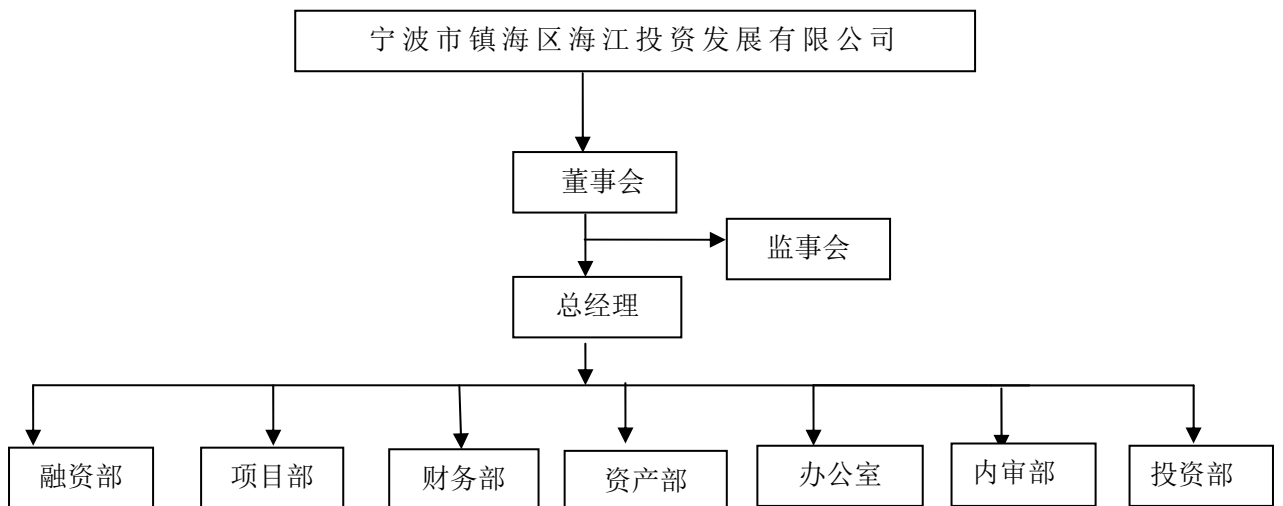 宁波市镇海区海江投资发展有限公司
董事会
监事会
总经理
融资部
项目部
财务部
资产部
办公室
内审部
投资部